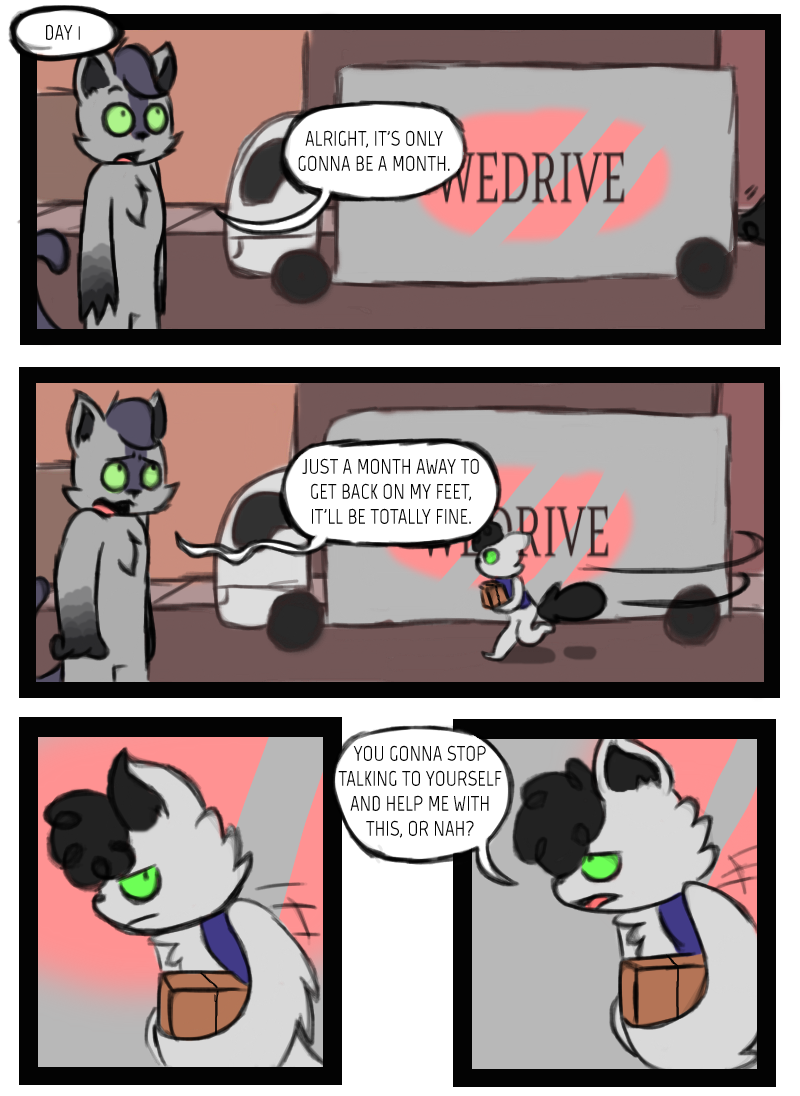 DAY 1
ALRIGHT, IT'S ONLY
GONNA BE A MONTH.
WEDRIVE
JUST A MONTH AWAY TO
GET BACK ON MY FEET,
IT'LL BE TOTALLY FINE.
WEDRIVE
YOU GONNA STOP
TALKING TO YOURSELF
AND HELP ME WITH
THIS, OR NAH?